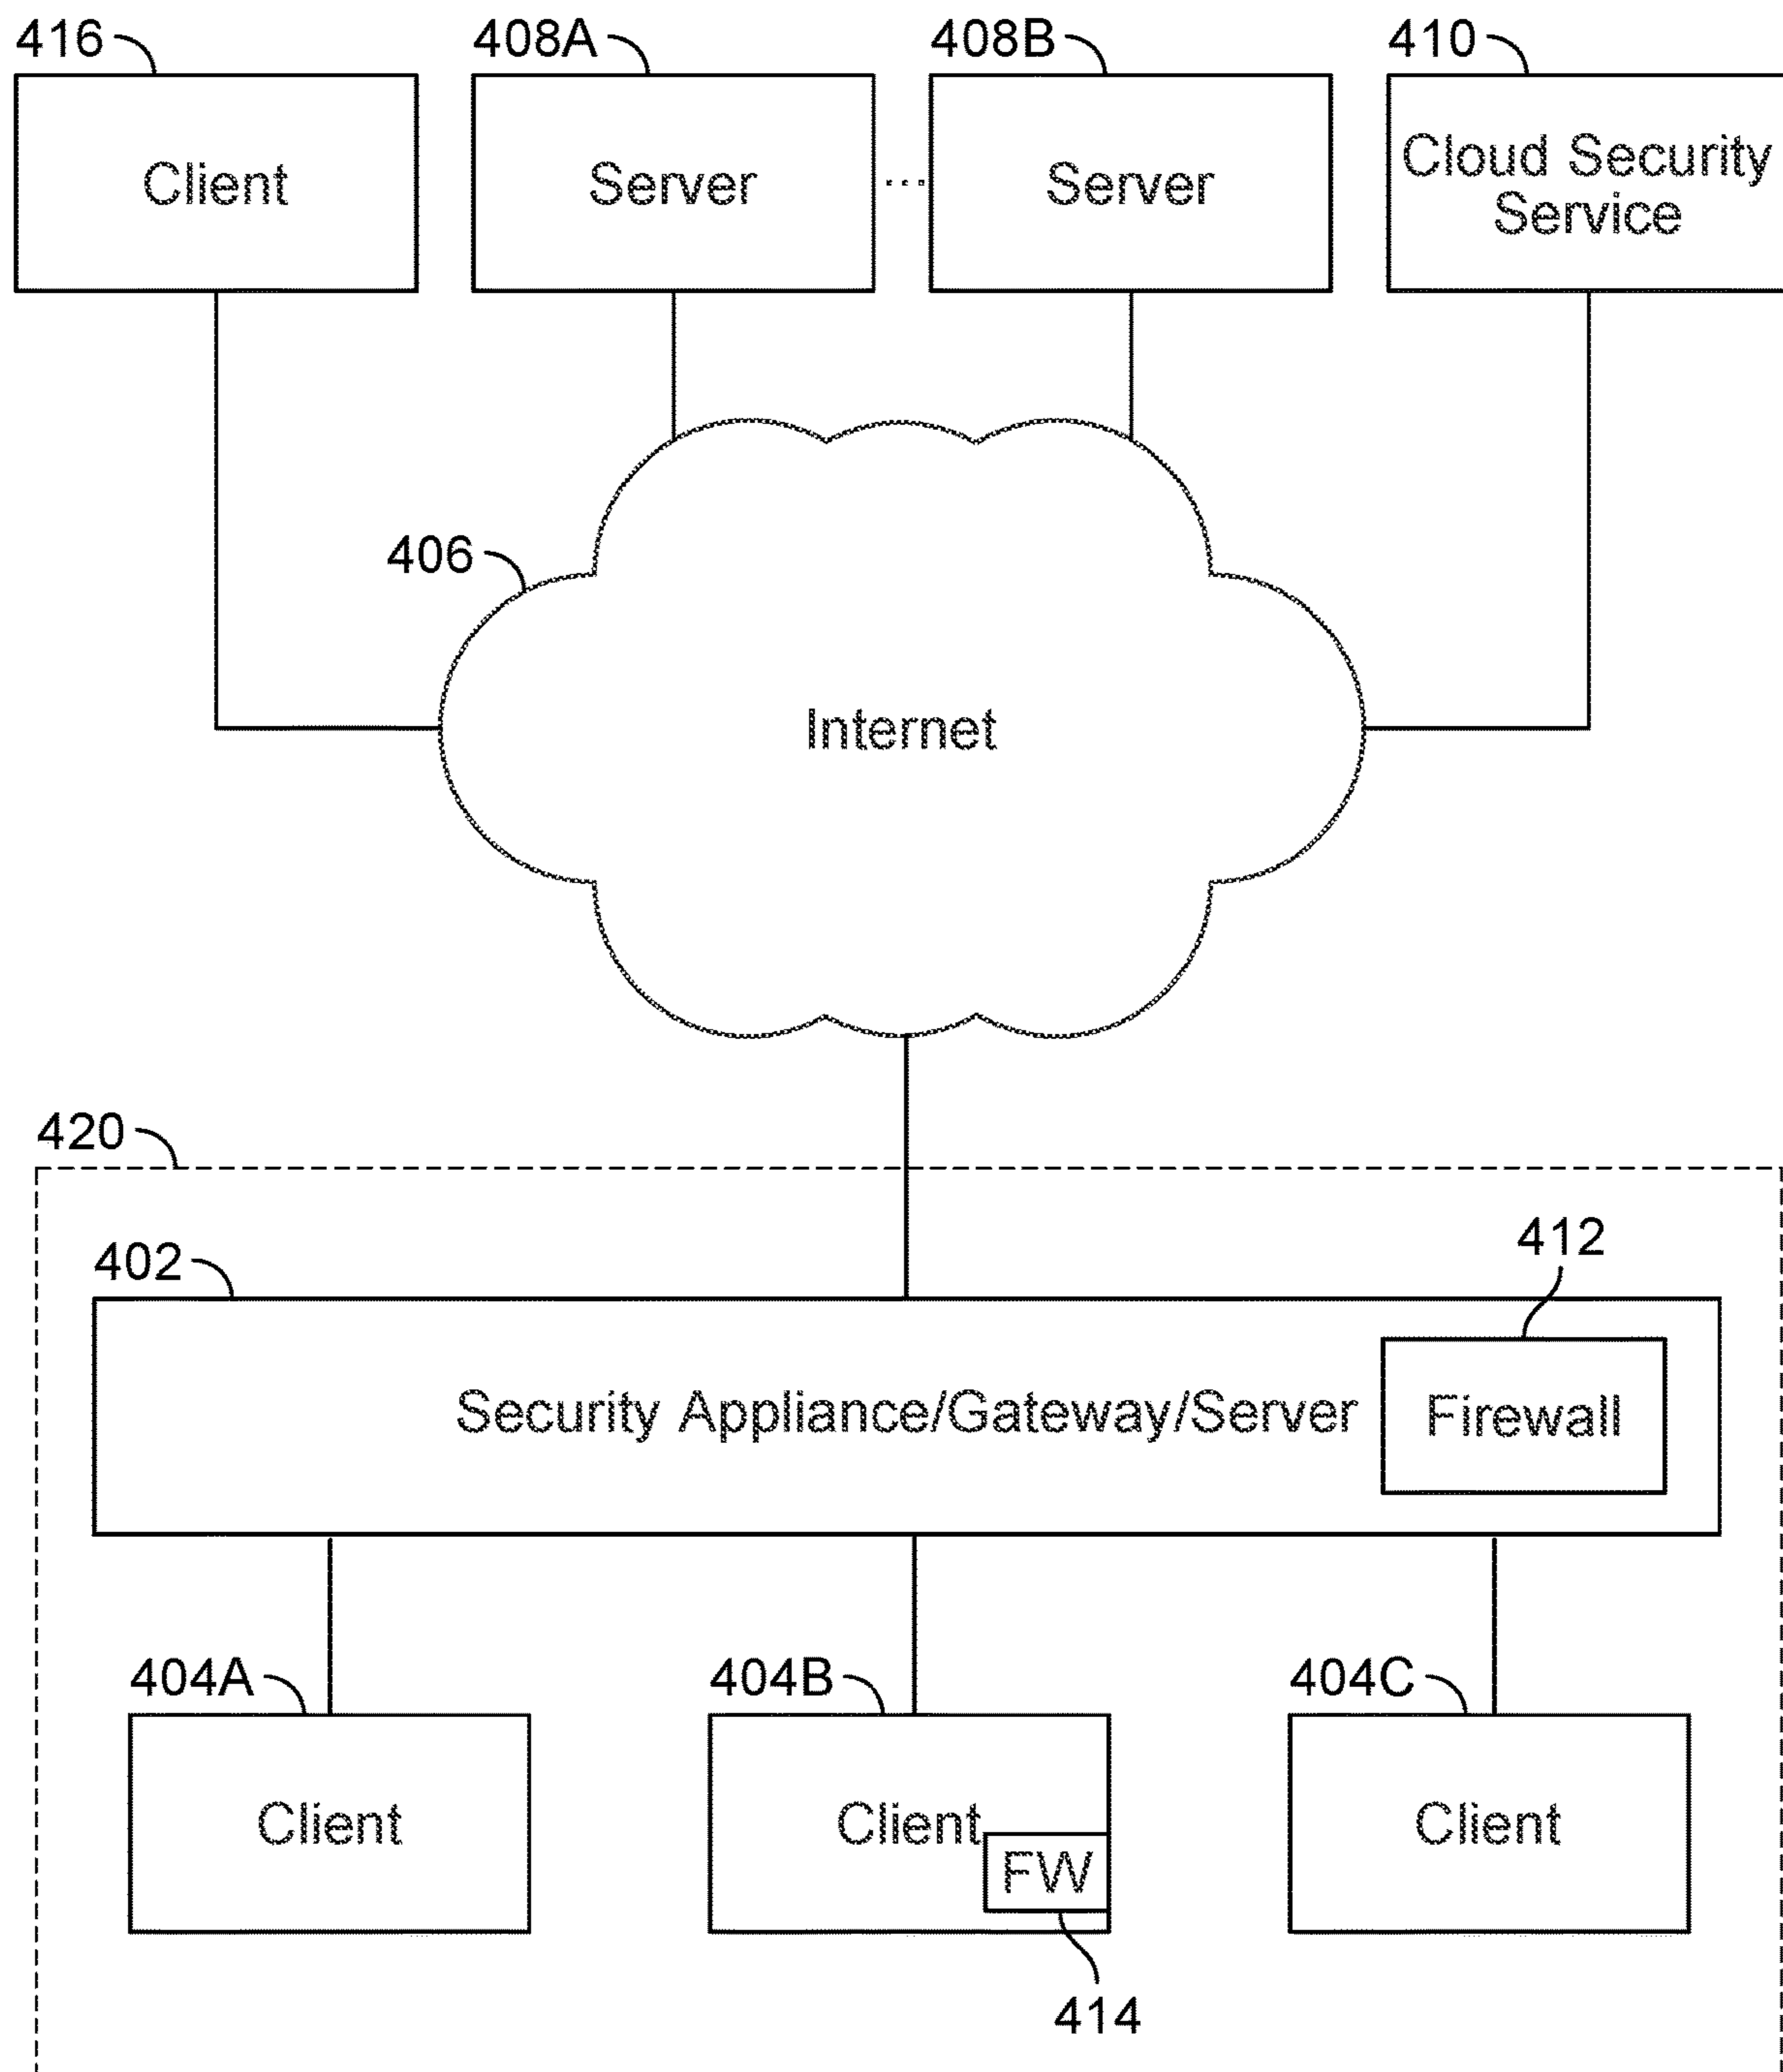 416
408A
408B
410
Client
Server
...
Server
Cloud Security
Service
406
Internet
420
402
412
Security Appliance/Gateway/Server
Firewall
404A
404B
404C
Client
Client
Client
FW
414